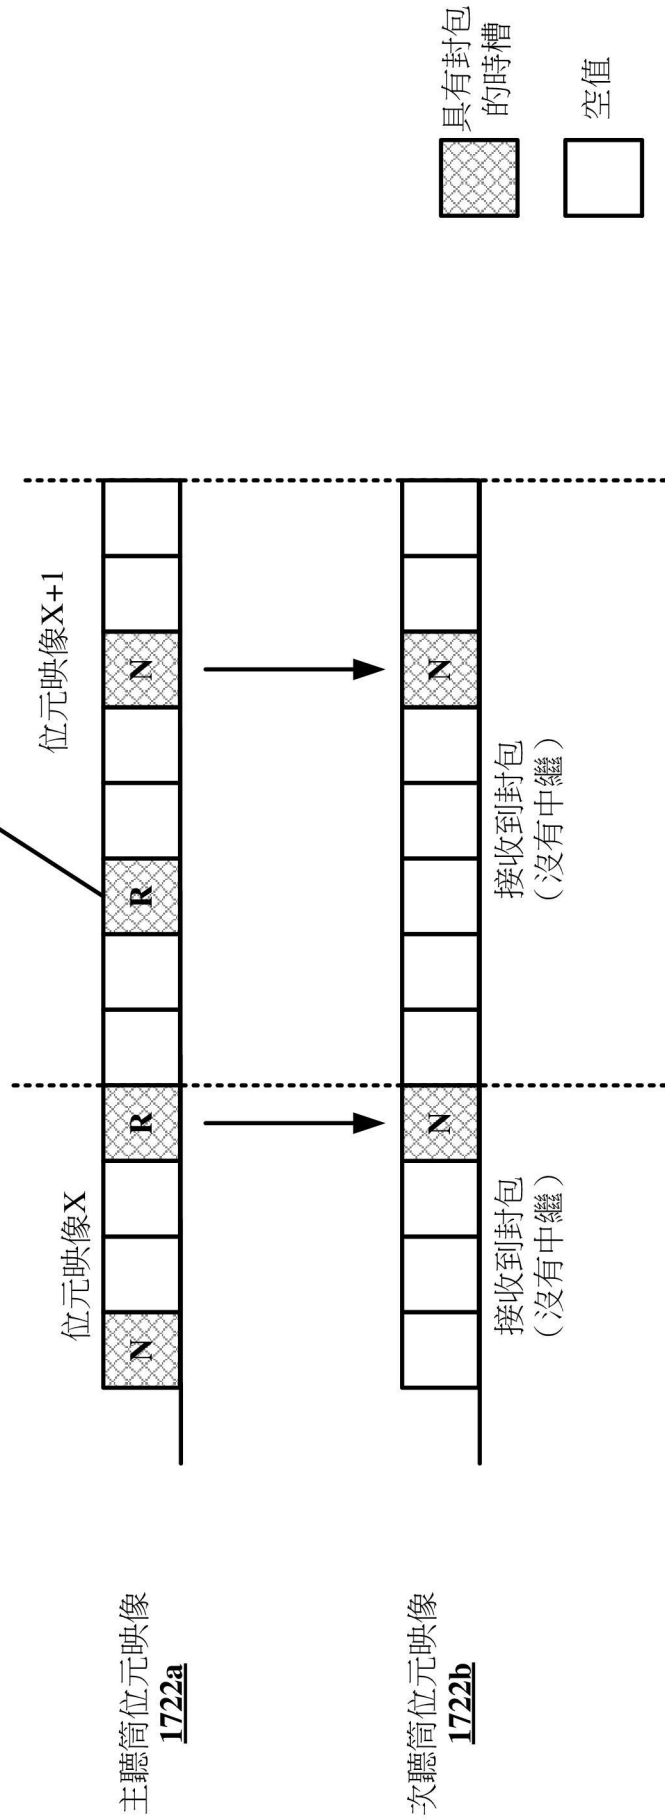 具有封包
的時槽
空值
位元映像X
位元映像X+1
主聽筒位元映像
1722a
N
R
R
N
次聽筒位元映像
1722b
N
N
接收到封包
（沒有中繼）
接收到封包
（沒有中繼）